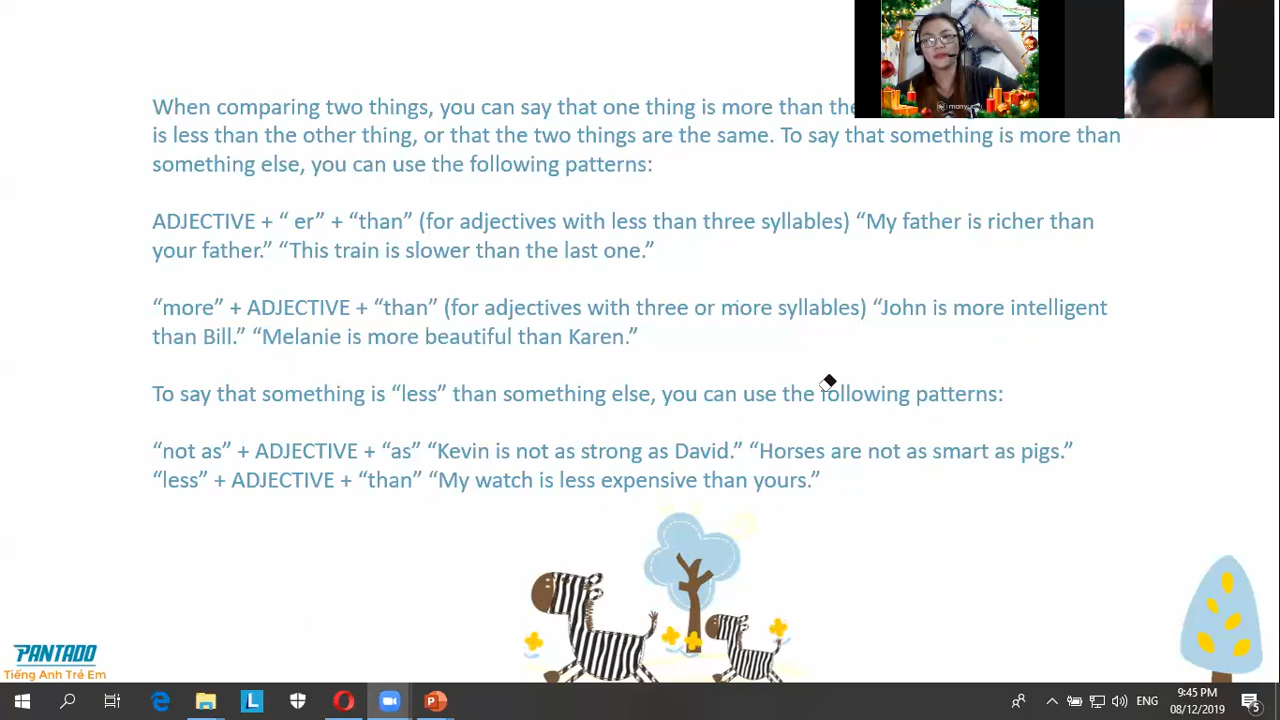 When comparing two things, you can say that one thing is more than the
is less than the other thing, or that the two things are the same. To say that something is more than
something else, you can use the following patterns:
ADJECTIVE + “ er” + “than” (for adjectives with less than three syllables) “My father is richer than
your father.” “This train is slower than the last one.”
“more” + ADJECTIVE + “than” (for adjectives with three or more syllables) “John is more intelligent
than Bill.” “Melanie is more beautiful than Karen.”
To say that something is “less” than something else, you can use the following patterns:
“not as” + ADJECTIVE + “as” “Kevin is not as strong as David.” “Horses are not as smart as pigs.”
“less” + ADJECTIVE + “than” “My watch is less expensive than yours.”
PANTADO
Tiếng Anh Trẻ Em
ENG
9:45 PM
08/12/2019
5